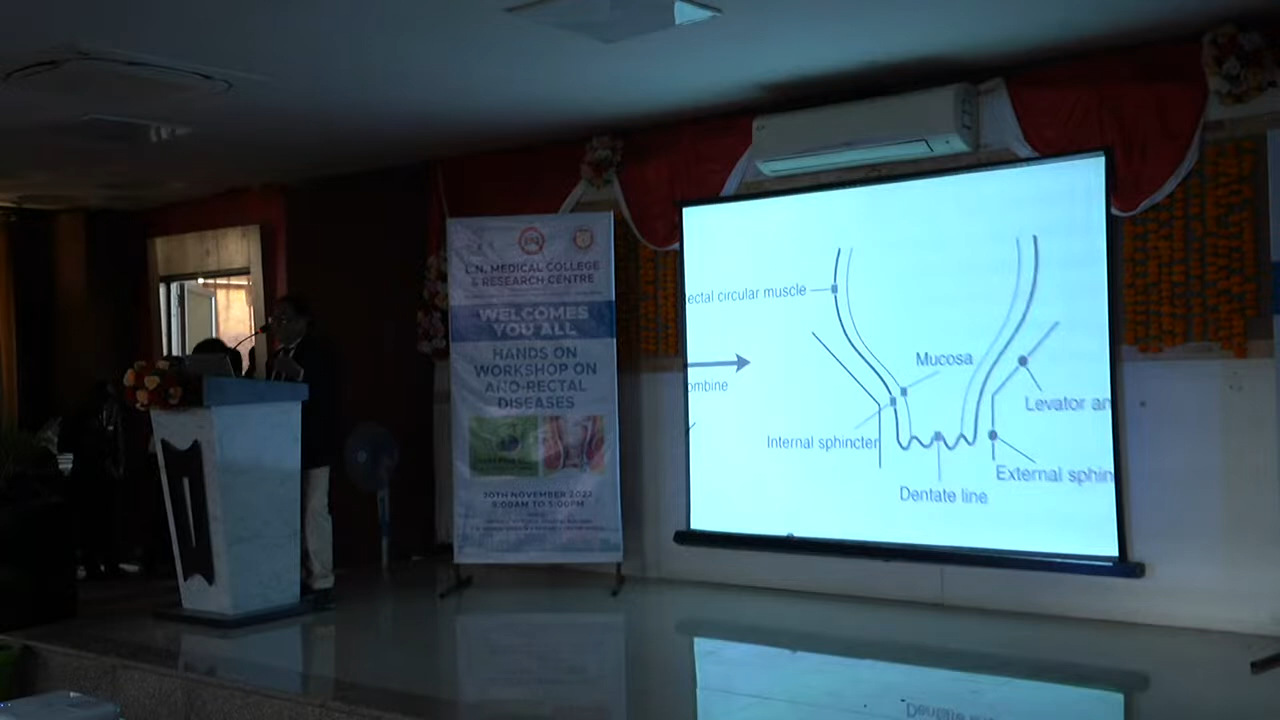 L.N. MEDICAL COLLEGE
& RESEARCH CENTRE
WELCOMES
YOU ALL
HANDS ON
WORKSHOP ON
ANO-RECTAL
DISEASES
20TH NOVEMBER 2022
9:00AM TO 5:00PM
ectal circular muscle
Mucosa
ombine
Levator an
Internal sphincter
External sphin
Dentate line